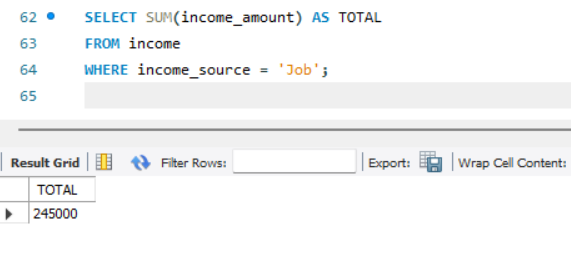 62 SELECT SUM(income_amount) AS TOTAL
63 FROM income
64 WHERE income_source = 'Job';
65
Result Grid Filter Rows: Export: Wrap Cell Content:
TOTAL
245000